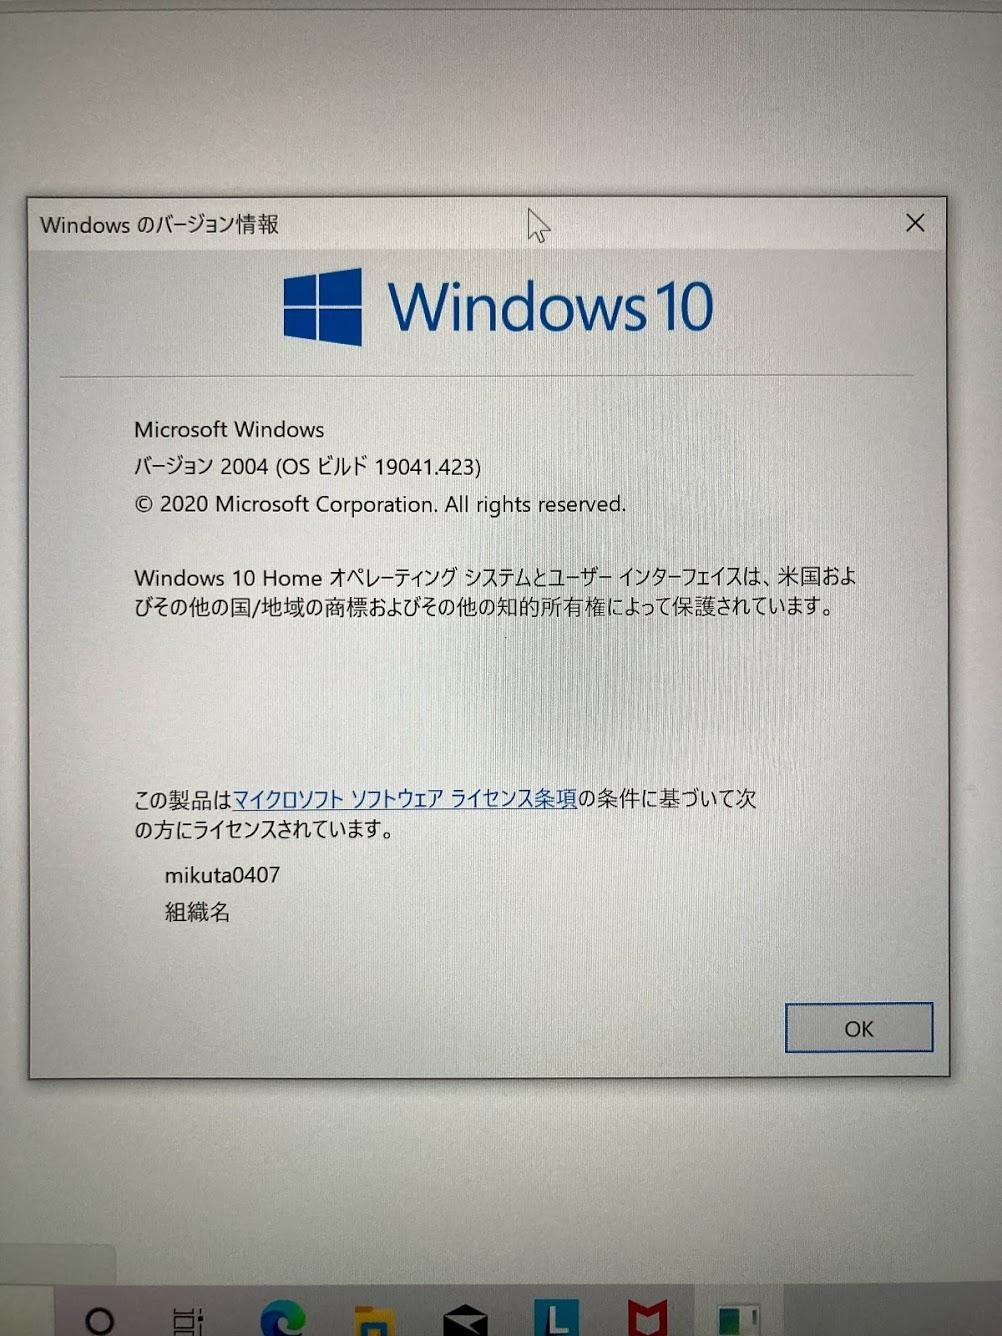 Windows のバージョン情報
Windows 10
Microsoft Windows
バージョン 2004 (OS ビルド 19041.423)
© 2020 Microsoft Corporation. All rights reserved.
Windows 10 Home オペレーティング システムとユーザー インターフェイスは、米国およ
びその他の国/地域の商標およびその他の知的所有権によって保護されています。
この製品はマイクロソフト ソフトウェア ライセンス条項の条件に基づいて次
の方にライセンスされています。
mikuta0407
組織名
OK
L